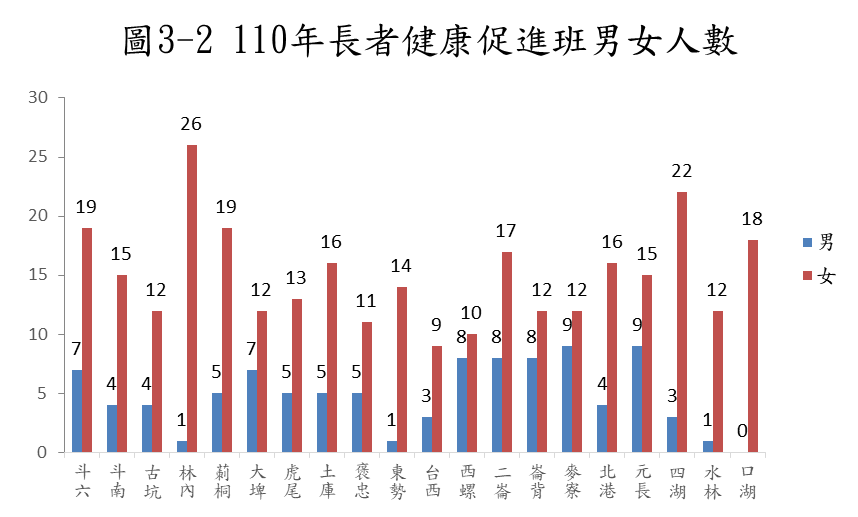 圖3-2 110年長者健康促進班男女人數
30
25
20
15
10
5
0
7 19
4 15
4 12
1 26
5 19
7 12
5 13
5 16
5 11
1 14
3 9
8 10
8 17
8 12
9 12
4 16
9 15
3 22
1 12
0 18
斗六
斗南
古坑
林內
莿桐
大埤
虎尾
土庫
褒忠
東勢
台西
西螺
二崙
崙背
麥寮
北港
元長
四湖
水林
口湖
男
女